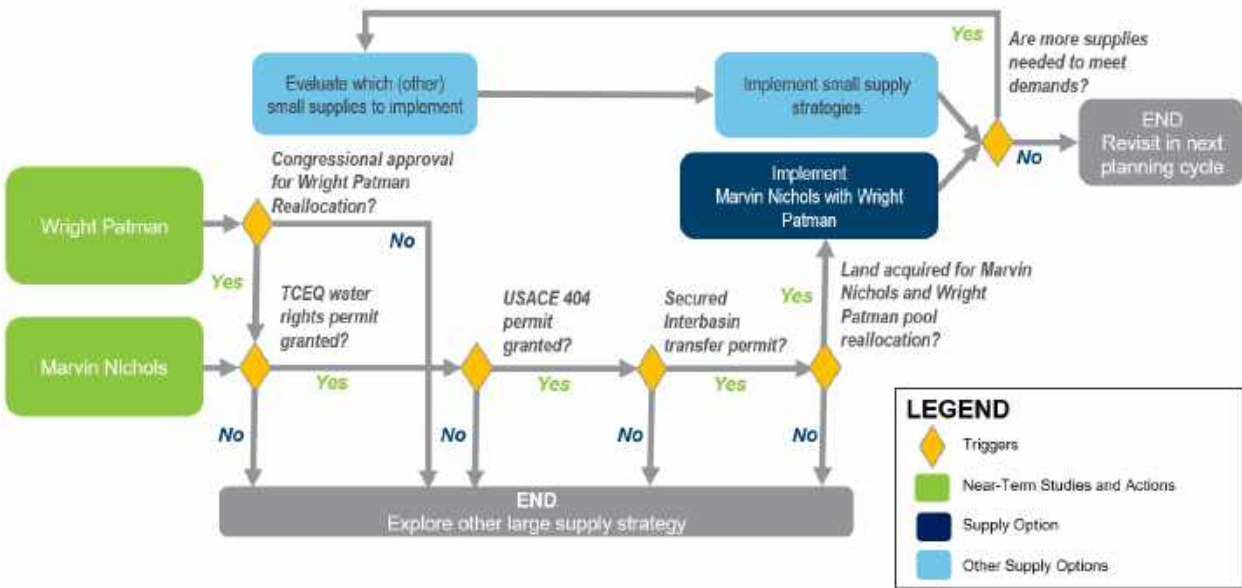 Yes
Are more supplies
needed to meet
demands?
Evaluate which (other)
small supplies to implement
Implement small supply
strategies
END
Revisit in next
planning cycle
No
Congressional approval
for Wright Patman
Reallocation?
Implement
Marvin Nichols with Wright
Patman
Wright Patman
No
Yes
TCEQ water
rights permit
granted?
USACE 404
permit
granted?
Secured
Interbasin
transfer permit?
Yes
Land acquired for Marvin
Nichols and Wright
Patman pool
reallocation?
Marvin Nichols
Yes
Yes
Yes
No
No
No
No
END
Explore other large supply strategy
LEGEND
Triggers
Near-Term Studies and Actions
Supply Option
Other Supply Options